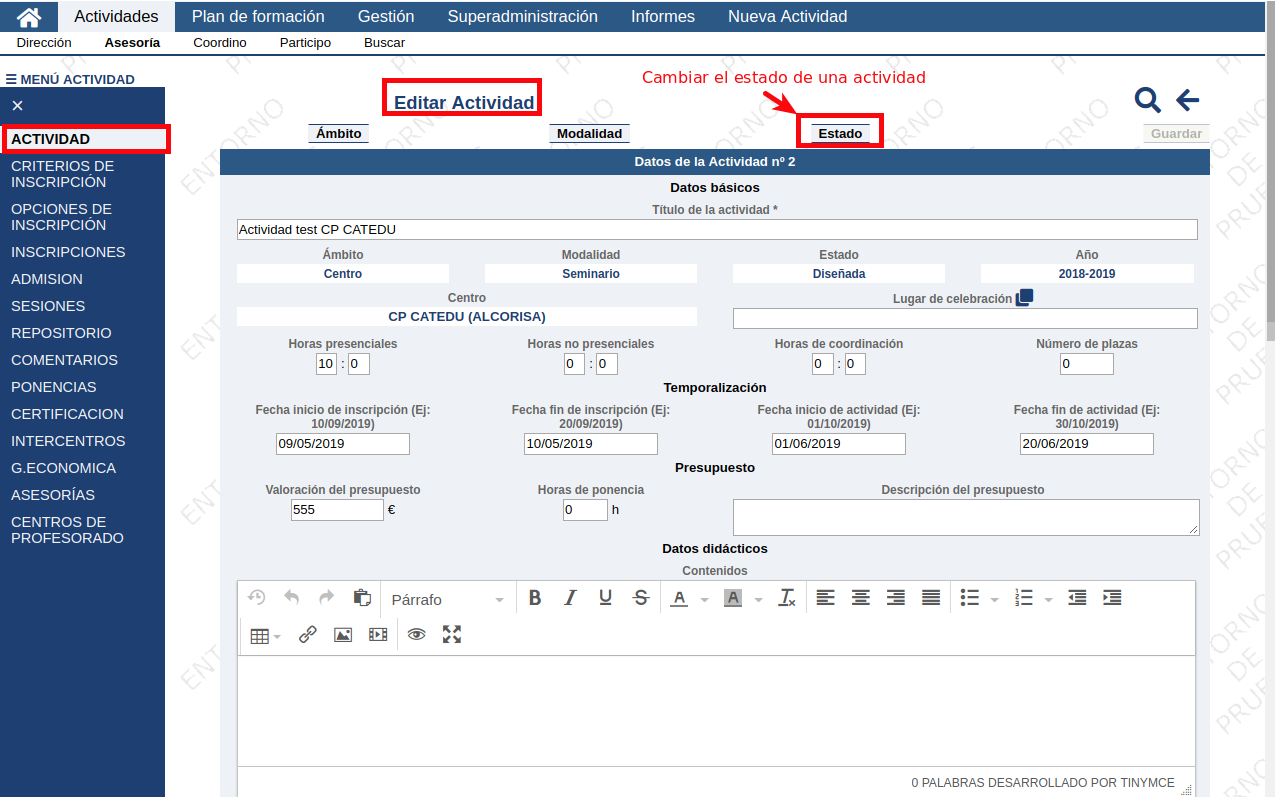 Actividades Plan de formación Gestión Superadministración Informes Nueva Actividad
Dirección Asesoría Coordino Participo Buscar
☰ MENÚ ACTIVIDAD
×
ACTIVIDAD
CRITERIOS DE
INSCRIPCIÓN
OPCIONES DE
INSCRIPCIÓN
INSCRIPCIONES
ADMISION
SESIONES
REPOSITORIO
COMENTARIOS
PONENCIAS
CERTIFICACION
INTERCENTROS
G.ECONOMICA
ASESORÍAS
CENTROS DE
PROFESORADO
Cambiar el estado de una actividad
Editar Actividad
Ámbito Modalidad Estado Guardar
Datos de la Actividad nº 2
Datos básicos
Título de la actividad *
Actividad test CP CATEDU
Ámbito Modalidad Estado Año
Centro Seminario Diseñada 2018-2019
Centro Lugar de celebración
CP CATEDU (ALCORISA)
Horas presenciales Horas no presenciales Horas de coordinación Número de plazas
10 : 0 0 : 0 0 : 0 0
Temporalización
Fecha inicio de inscripción (Ej: 10/09/2019) Fecha fin de inscripción (Ej: 20/09/2019) Fecha inicio de actividad (Ej: 01/10/2019) Fecha fin de actividad (Ej: 30/10/2019)
09/05/2019 10/05/2019 01/06/2019 20/06/2019
Presupuesto
Valoración del presupuesto Horas de ponencia Descripción del presupuesto
555 € 0 h
Datos didácticos
Contenidos
Párrafo B I U S A A
0 PALABRAS DESARROLLADO POR TINYMCE
ENTORNO
DE